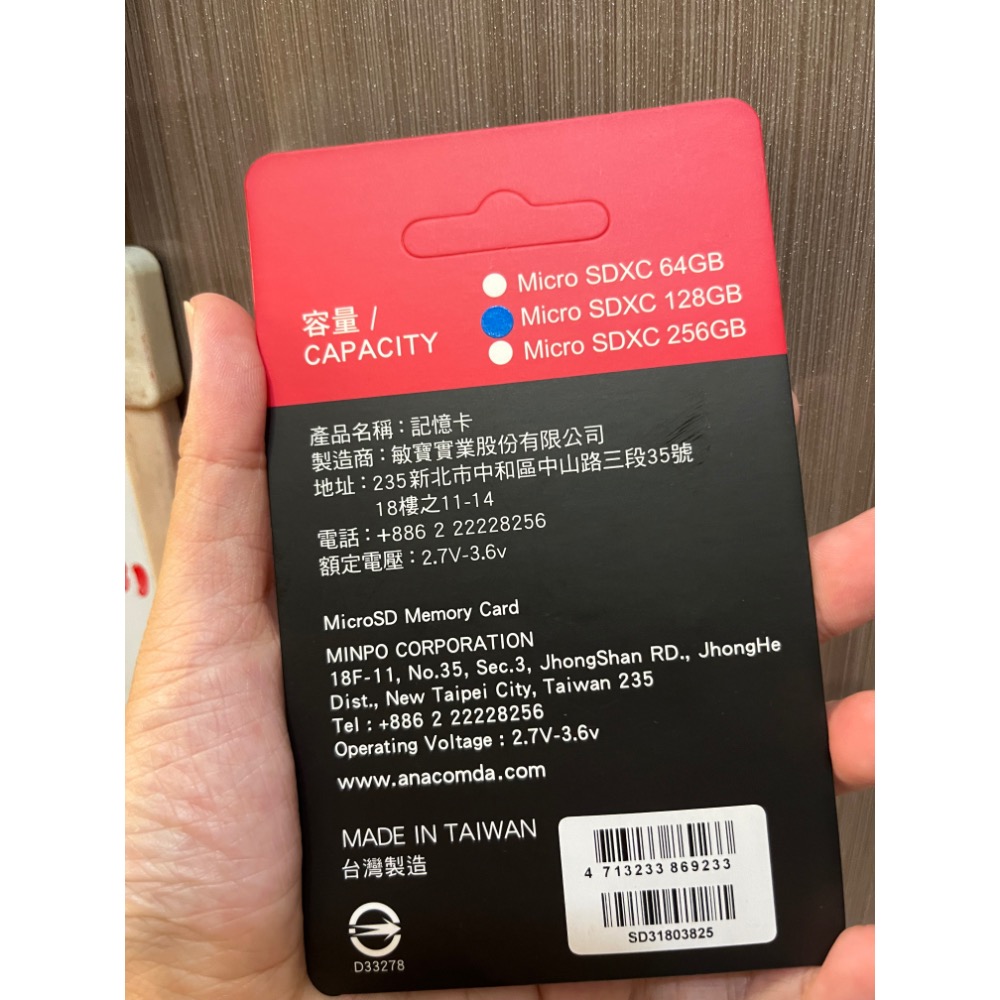 Micro SDXC 64GB
Micro SDXC 128GB
Micro SDXC 256GB
容量 /
CAPACITY
產品名稱：記憶卡
製造商：敏寶實業股份有限公司
地址：235新北市中和區中山路三段35號
18樓之11-14
電話：+886 2 22228256
額定電壓：2.7V-3.6v
MicroSD Memory Card
MINPO CORPORATION
18F-11, No.35, Sec.3, JhongShan RD., JhongHe
Dist., New Taipei City, Taiwan 235
Tel : +886 2 22228256
Operating Voltage : 2.7V-3.6v
www.anacomda.com
MADE IN TAIWAN
台灣製造
D33278
4 713233 869233
SD31803825